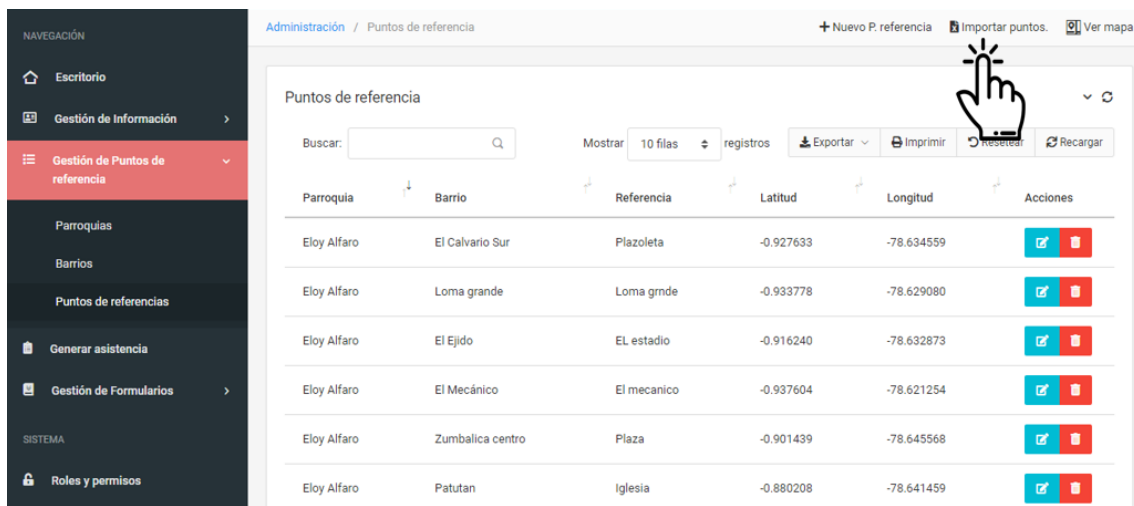 NAVEGACIÓN
Escritorio
Gestión de Información
Gestión de Puntos de
referencia
Parroquias
Barrios
Puntos de referencias
Generar asistencia
Gestión de Formularios
SISTEMA
Roles y permisos
Administración / Puntos de referencia
+ Nuevo P. referencia Importar puntos. Ver mapa
Puntos de referencia
Buscar: Mostrar 10 filas registros Exportar Imprimir Resetear Recargar
Parroquia Barrio Referencia Latitud Longitud Acciones
Eloy Alfaro El Calvario Sur Plazoleta -0.927633 -78.634559
Eloy Alfaro Loma grande Loma grnde -0.933778 -78.629080
Eloy Alfaro El Ejido EL estadio -0.916240 -78.632873
Eloy Alfaro El Mecánico El mecanico -0.937604 -78.621254
Eloy Alfaro Zumbalica centro Plaza -0.901439 -78.645568
Eloy Alfaro Patutan Iglesia -0.880208 -78.641459